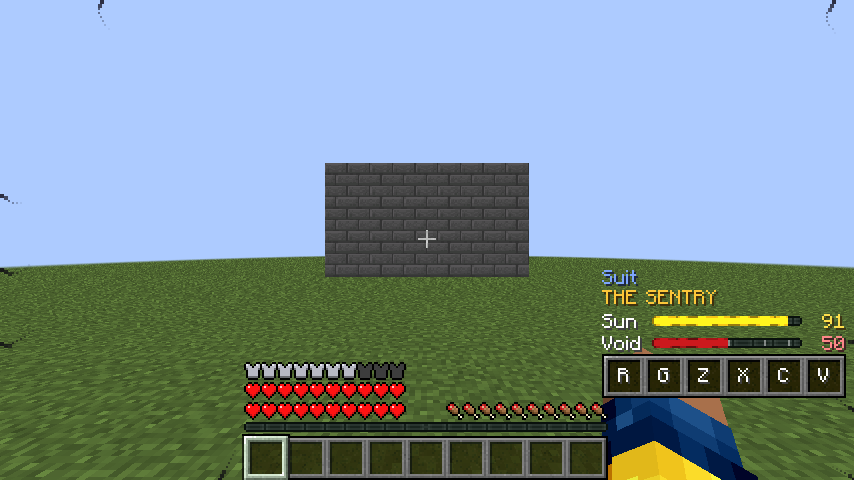 Suit
THE SENTRY
Sun 91
Void 50
R G Z X C V